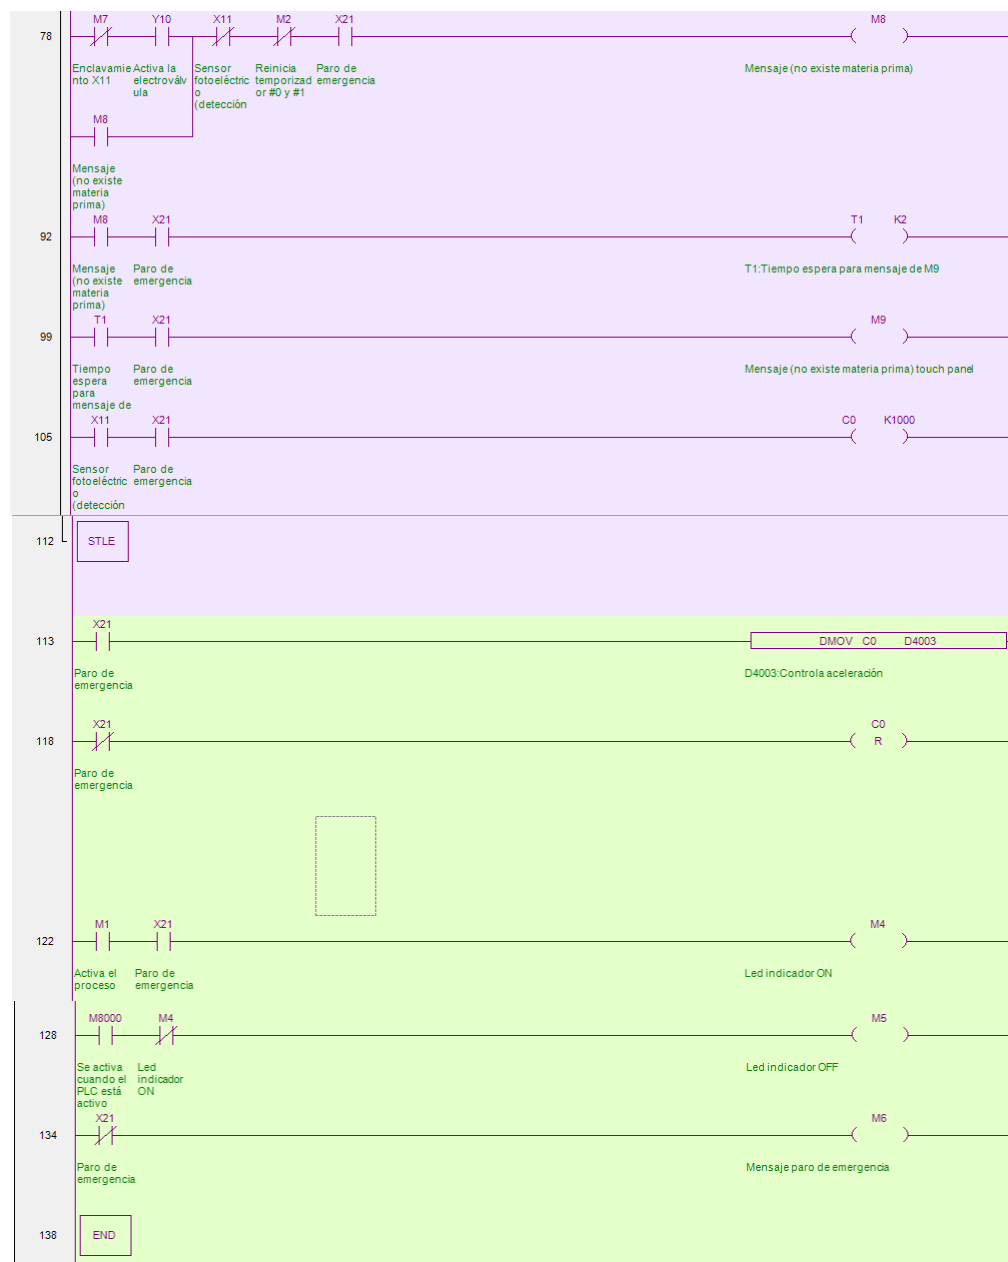 M7 Y10 X11 M2 X21 M8
78
Enclavamie Activa la Sensor Reinicia Paro de Mensaje (no existe materia prima)
nto X11 electroválv fotoeléctric temporizad emergencia
ula o or #0 y #1
(detección
M8
Mensaje
(no existe
materia
prima)
M8 X21 T1 K2
92
Mensaje Paro de T1:Tiempo espera para mensaje de M9
(no existe emergencia
materia
prima)
T1 X21 M9
99
Tiempo Paro de Mensaje (no existe materia prima) touch panel
espera emergencia
para
mensaje de
X11 X21 C0 K1000
105
Sensor Paro de
fotoeléctric emergencia
o
(detección
112 STLE
X21
113 DMOV C0 D4003
Paro de D4003:Controla aceleración
emergencia
X21 C0
118 R
Paro de
emergencia
M1 X21 M4
122
Activa el Paro de Led indicador ON
proceso emergencia
M8000 M4 M5
128
Se activa Led Led indicador OFF
cuando el indicador
PLC está ON
activo
X21 M6
134
Paro de Mensaje paro de emergencia
emergencia
138 END